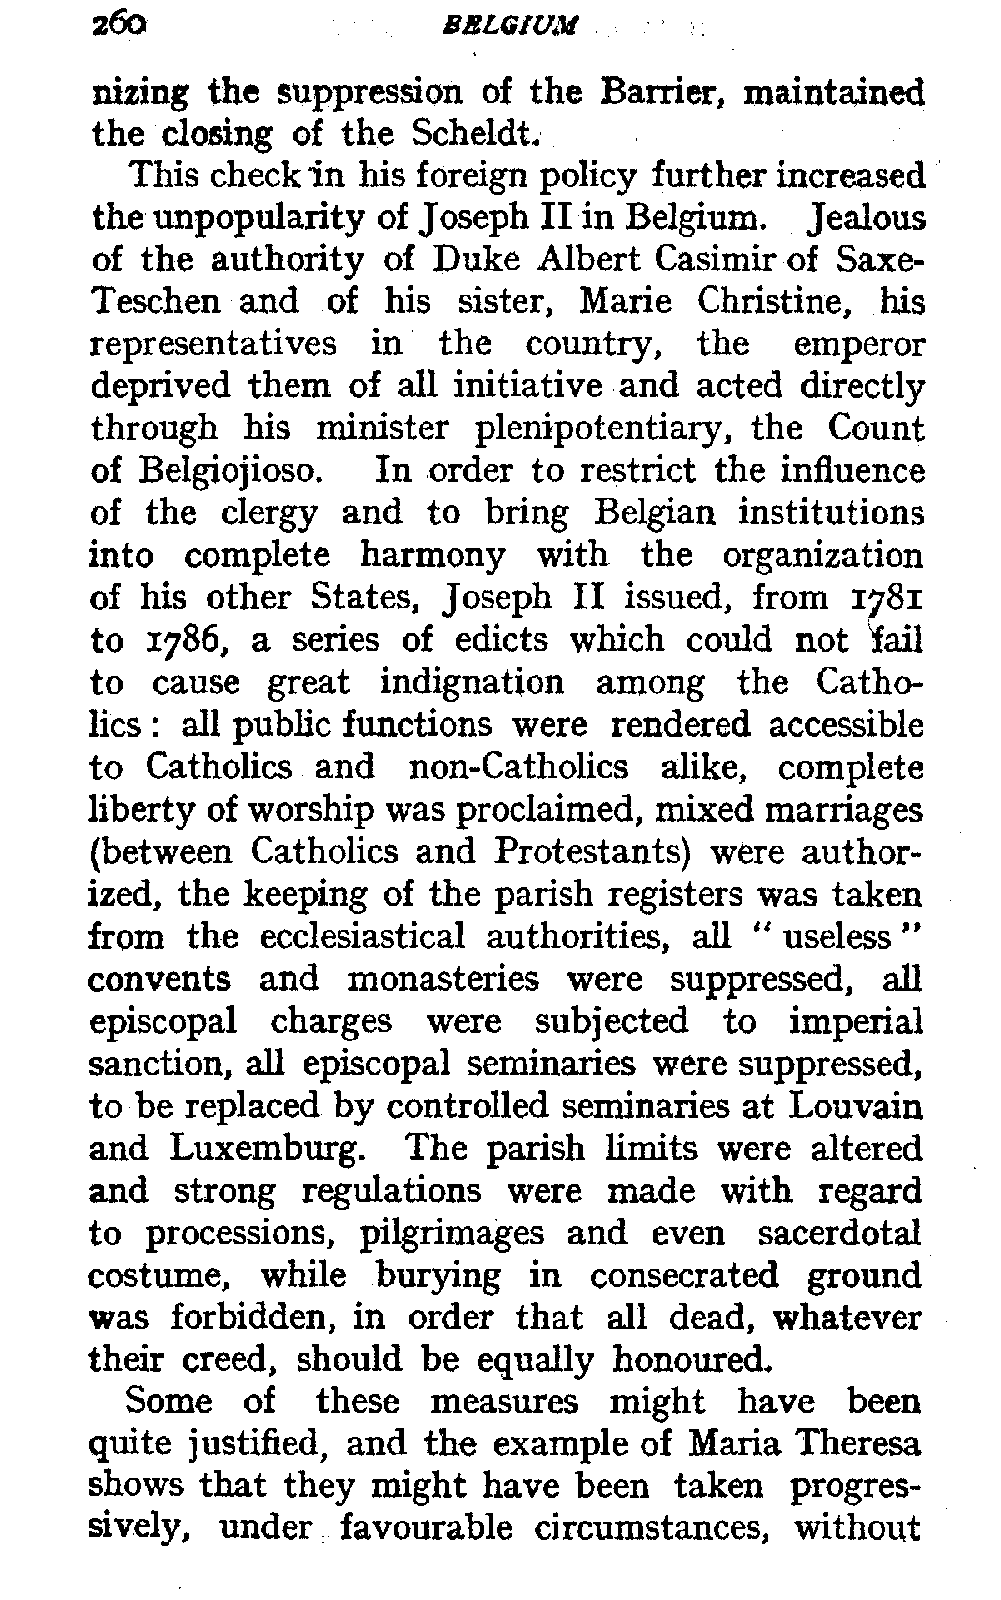 260 BELGIUM
nizing the suppression of the Barrier, maintained
the closing of the Scheldt.
This check in his foreign policy further increased
the unpopularity of Joseph II in Belgium. Jealous
of the authority of Duke Albert Casimir of Saxe-
Teschen and of his sister, Marie Christine, his
representatives in the country, the emperor
deprived them of all initiative and acted directly
through his minister plenipotentiary, the Count
of Belgiojioso. In order to restrict the influence
of the clergy and to bring Belgian institutions
into complete harmony with the organization
of his other States, Joseph II issued, from 1781
to 1786, a series of edicts which could not fail
to cause great indignation among the Catho-
lics : all public functions were rendered accessible
to Catholics and non-Catholics alike, complete
liberty of worship was proclaimed, mixed marriages
(between Catholics and Protestants) were author-
ized, the keeping of the parish registers was taken
from the ecclesiastical authorities, all " useless "
convents and monasteries were suppressed, all
episcopal charges were subjected to imperial
sanction, all episcopal seminaries were suppressed,
to be replaced by controlled seminaries at Louvain
and Luxemburg. The parish limits were altered
and strong regulations were made with regard
to processions, pilgrimages and even sacerdotal
costume, while burying in consecrated ground
was forbidden, in order that all dead, whatever
their creed, should be equally honoured.
Some of these measures might have been
quite justified, and the example of Maria Theresa
shows that they might have been taken progres-
sively, under favourable circumstances, without